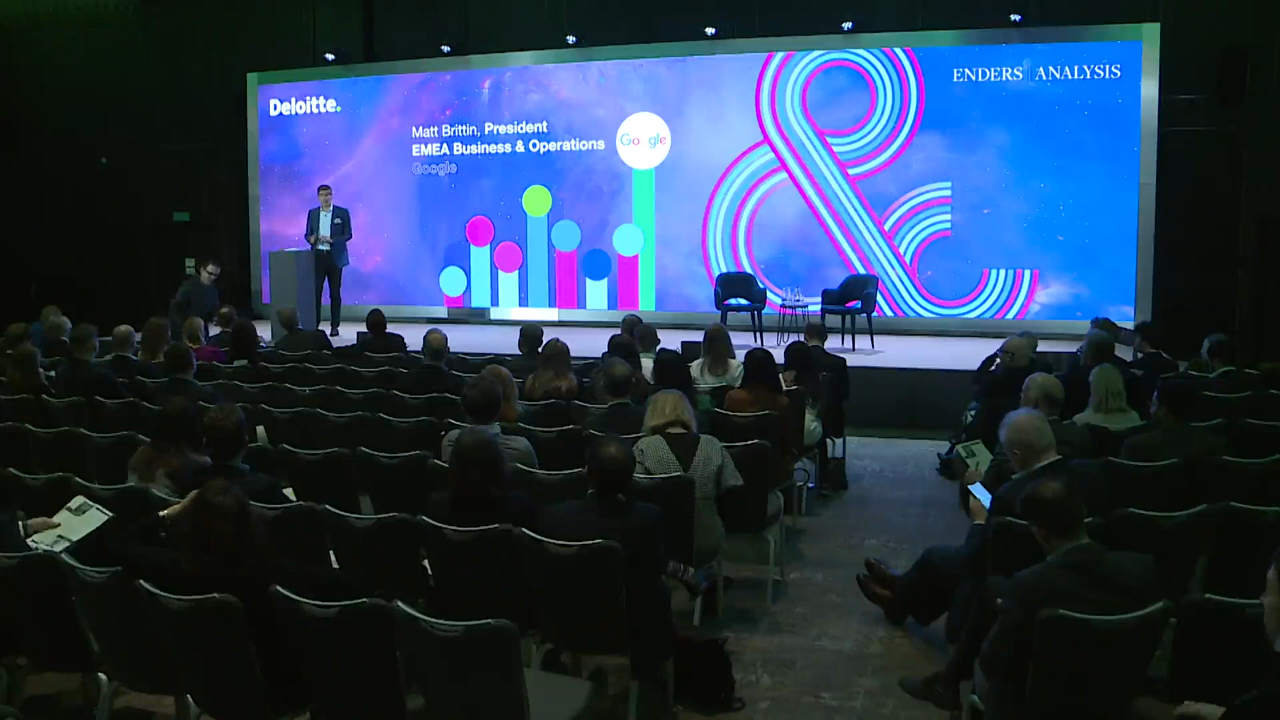 Deloitte.
ENDERS ANALYSIS
Matt Brittin, President
EMEA Business & Operations
Google
Google
&